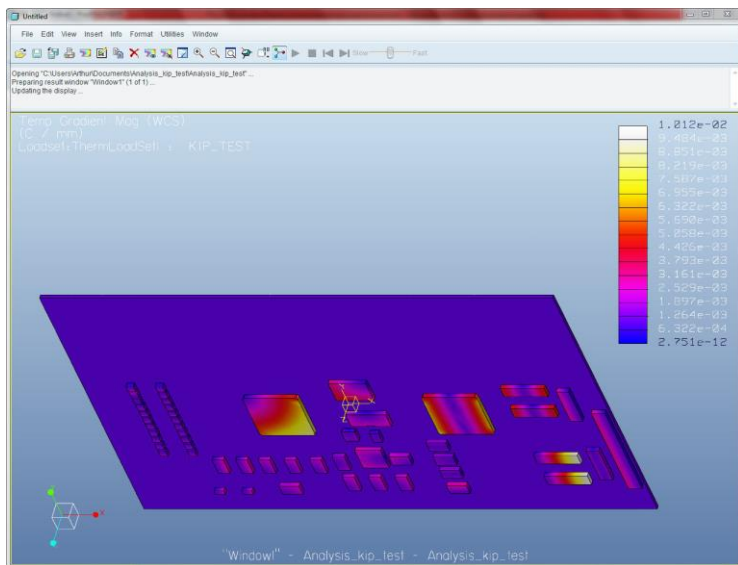 Untitled
File Edit View Insert Info Format Utilities Window
Slow Fast
Opening "C:\Users\Arthur\Documents\Analysis_kip_test\Analysis_kip_test" ...
Preparing result window "Window1" (1 of 1) ...
Updating the display ...
Temp Gradient Mag (WCS)
(C / mm)
Loadset:ThermLoadSet1 : KIP_TEST
1.012e-02
9.484e-03
8.851e-03
8.219e-03
7.587e-03
6.955e-03
6.322e-03
5.690e-03
5.058e-03
4.426e-03
3.793e-03
3.161e-03
2.529e-03
1.897e-03
1.264e-03
6.322e-04
2.751e-12
Y
X
Z
X
"Window1" - Analysis_kip_test - Analysis_kip_test